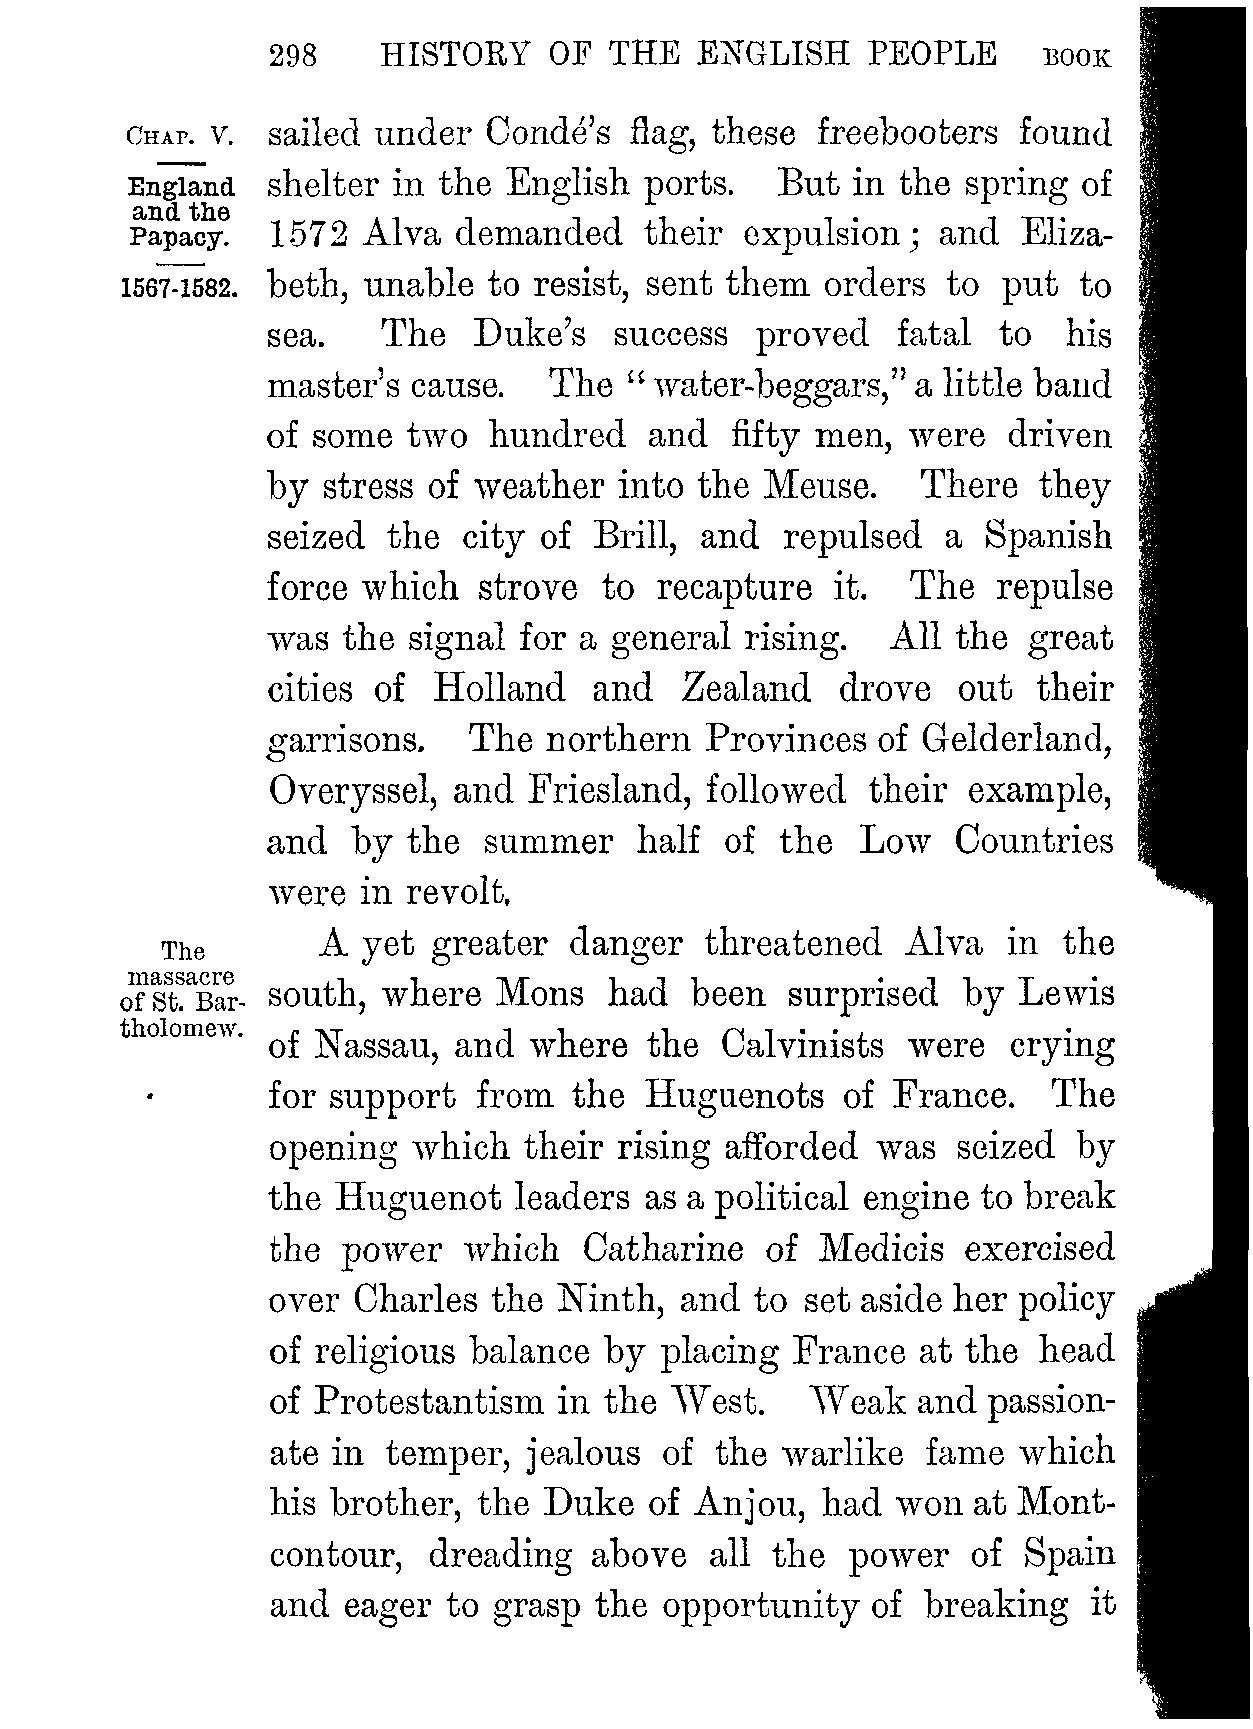 298 HISTORY OF THE ENGLISH PEOPLE BOOK
CHAP. V.
England
and the
Papacy.
1567-1582.
sailed under Condé's flag, these freebooters found
shelter in the English ports. But in the spring of
1572 Alva demanded their expulsion; and Eliza-
beth, unable to resist, sent them orders to put to
sea. The Duke's success proved fatal to his
master's cause. The "water-beggars," a little band
of some two hundred and fifty men, were driven
by stress of weather into the Meuse. There they
seized the city of Brill, and repulsed a Spanish
force which strove to recapture it. The repulse
was the signal for a general rising. All the great
cities of Holland and Zealand drove out their
garrisons. The northern Provinces of Gelderland,
Overyssel, and Friesland, followed their example,
and by the summer half of the Low Countries
were in revolt.
The
massacre
of St. Bar-
tholomew.
A yet greater danger threatened Alva in the
south, where Mons had been surprised by Lewis
of Nassau, and where the Calvinists were crying
for support from the Huguenots of France. The
opening which their rising afforded was seized by
the Huguenot leaders as a political engine to break
the power which Catharine of Medicis exercised
over Charles the Ninth, and to set aside her policy
of religious balance by placing France at the head
of Protestantism in the West. Weak and passion-
ate in temper, jealous of the warlike fame which
his brother, the Duke of Anjou, had won at Mont-
contour, dreading above all the power of Spain
and eager to grasp the opportunity of breaking it